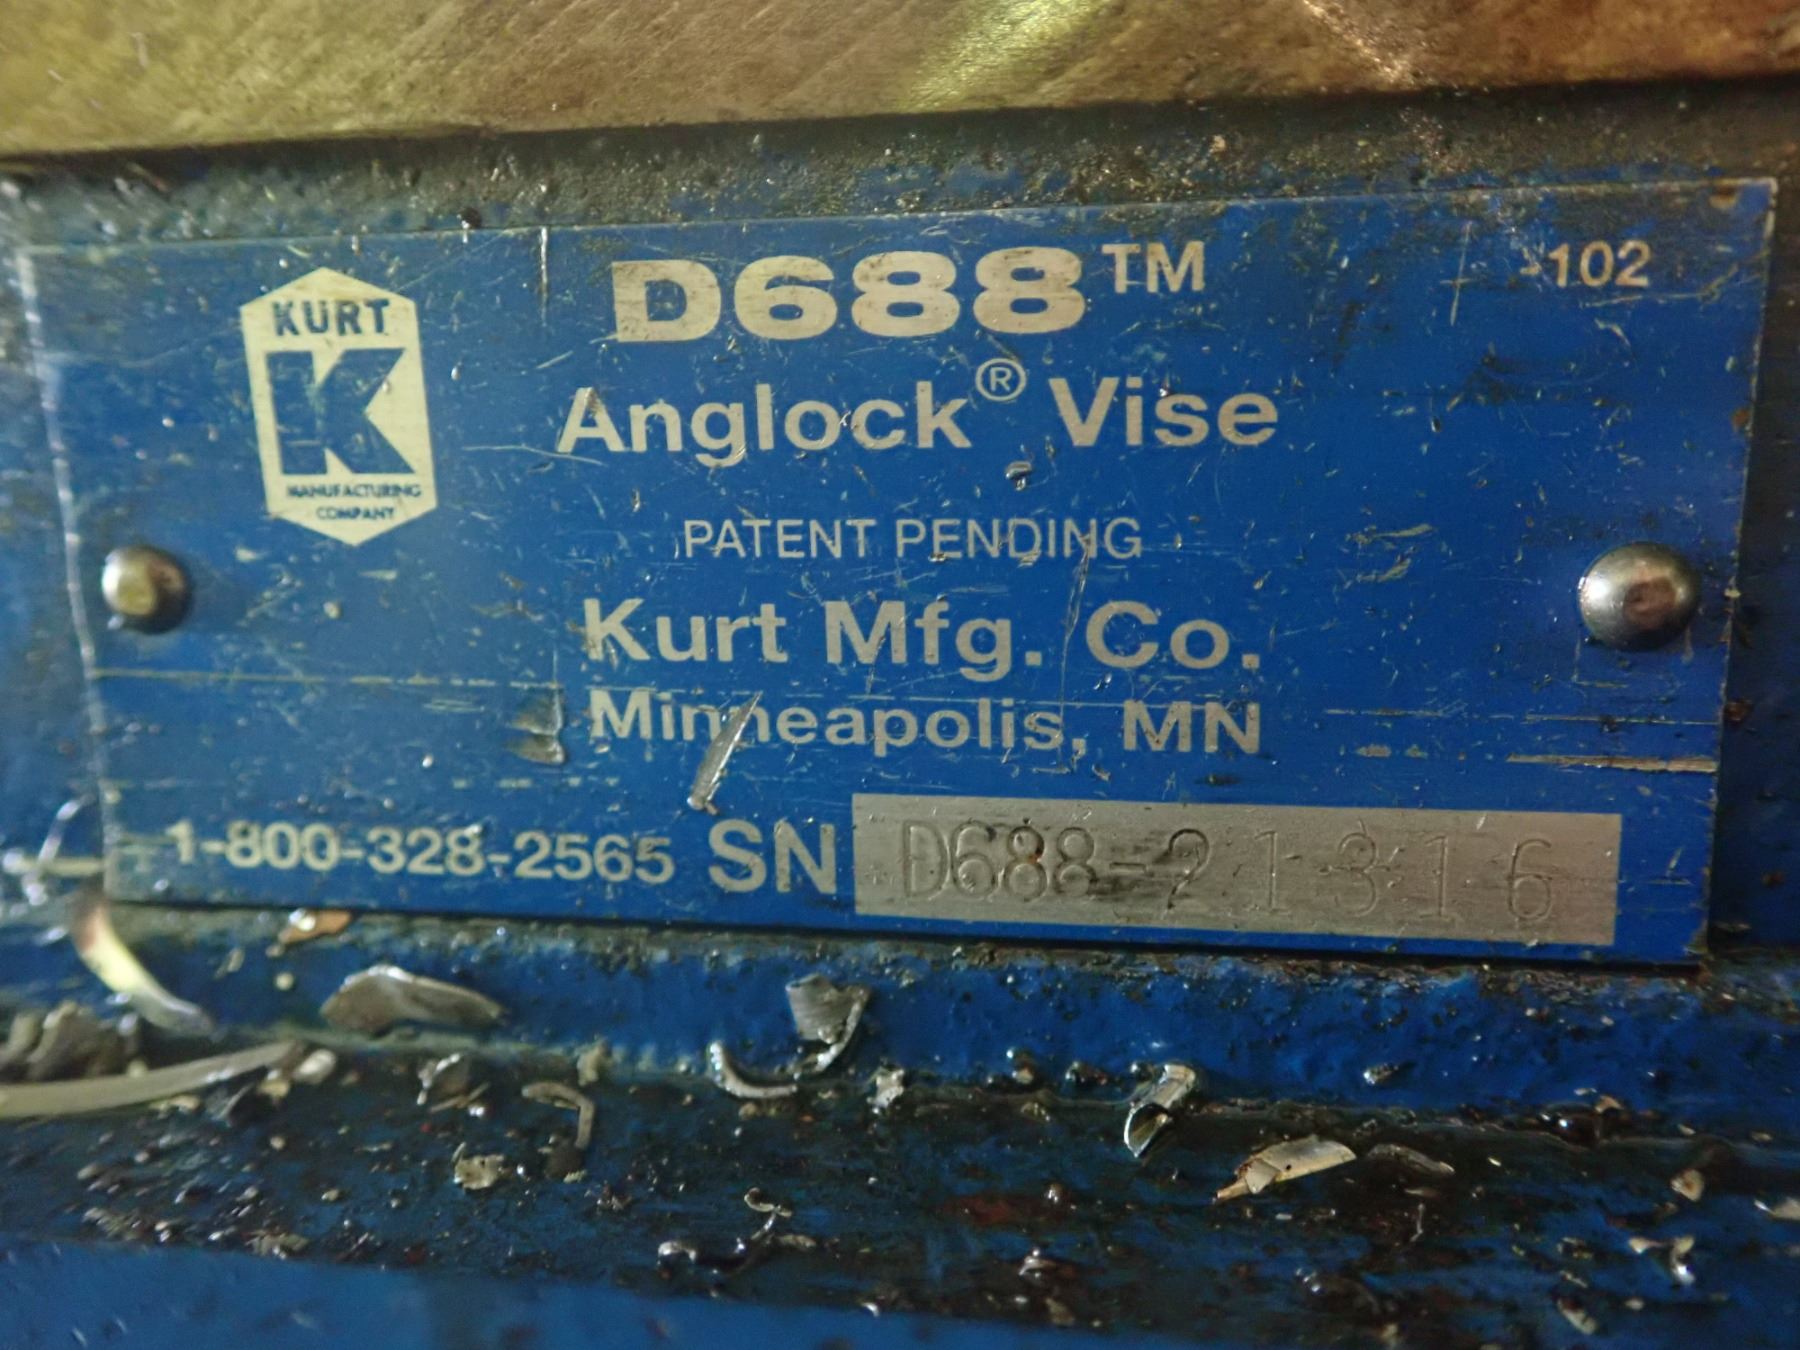 KURT
K
MANUFACTURING
COMPANY
D688™ -102
Anglock® Vise
PATENT PENDING
Kurt Mfg. Co.
Minneapolis, MN
1-800-328-2565 SN D688-21316